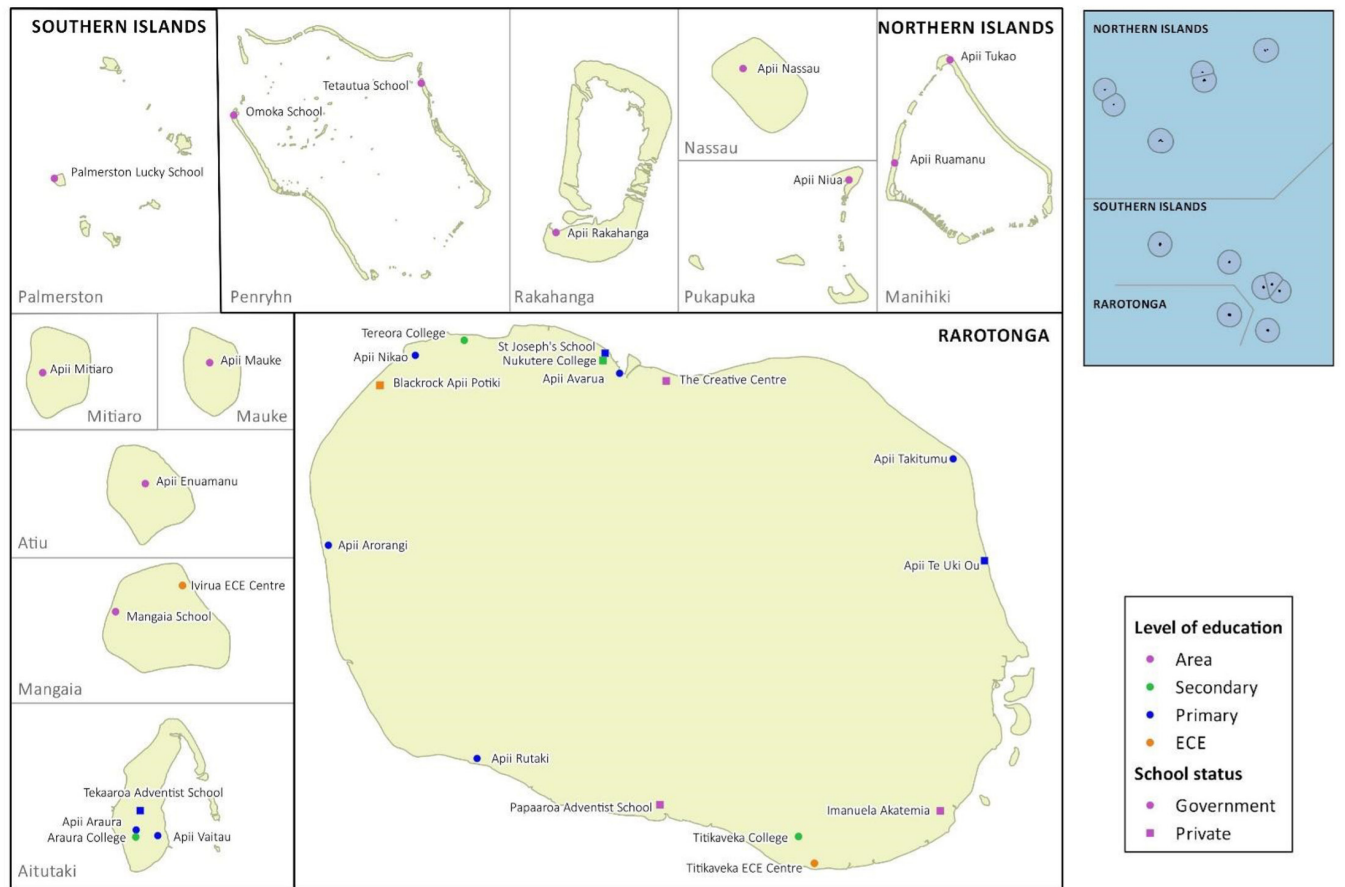 SOUTHERN ISLANDS
Palmerston Lucky School
Palmerston
Tetautua School
Omoka School
Penryhn
Apii Rakahanga
Rakahanga
Apii Nassau
Nassau
Apii Niua
Pukapuka
NORTHERN ISLANDS
Apii Tukao
Apii Ruamanu
Manihiki
NORTHERN ISLANDS
SOUTHERN ISLANDS
RAROTONGA
Apii Mitiaro
Mitiaro
Apii Mauke
Mauke
Apii Enuamanu
Atiu
Ivirua ECE Centre
Mangaia School
Mangaia
Tekaaroa Adventist School
Apii Araura
Araura College
Apii Vaitau
Aitutaki
RAROTONGA
Tereora College
Apii Nikao
Blackrock Apii Potiki
St Joseph's School
Nukutere College
Apii Avarua
The Creative Centre
Apii Takitumu
Apii Arorangi
Apii Te Uki Ou
Apii Rutaki
Papaaroa Adventist School
Imanuela Akatemia
Titikaveka College
Titikaveka ECE Centre
Level of education
Area
Secondary
Primary
ECE
School status
Government
Private